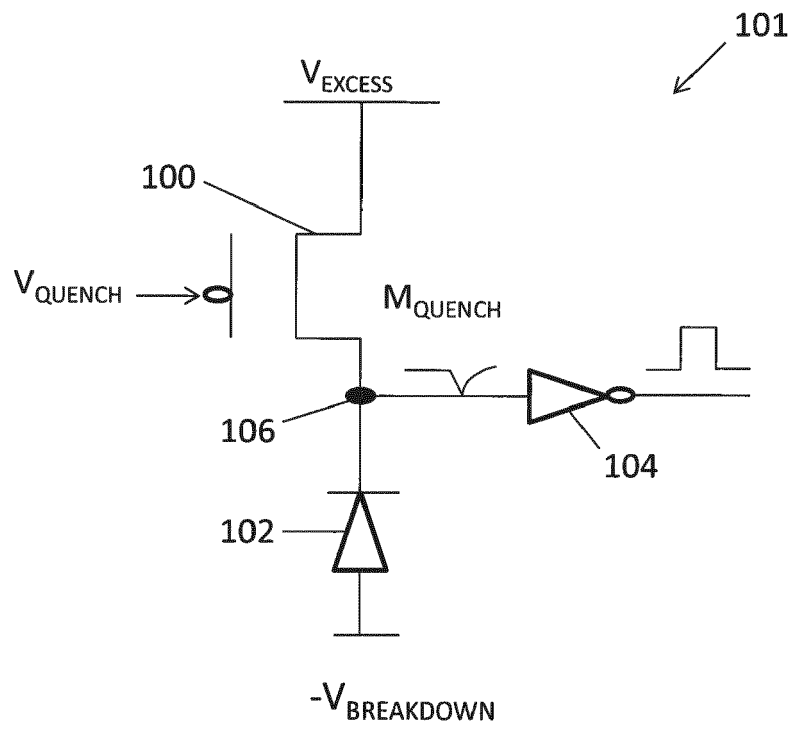 101
VEXCESS
100
VQUENCH
MQUENCH
106
104
102
-VBREAKDOWN